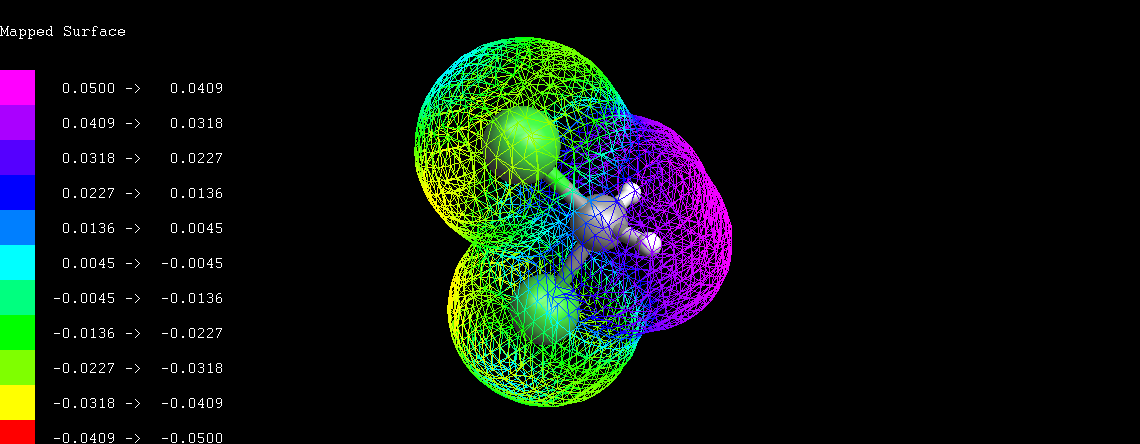 Mapped Surface
0.0500 -> 0.0409
0.0409 -> 0.0318
0.0318 -> 0.0227
0.0227 -> 0.0136
0.0136 -> 0.0045
0.0045 -> -0.0045
-0.0045 -> -0.0136
-0.0136 -> -0.0227
-0.0227 -> -0.0318
-0.0318 -> -0.0409
-0.0409 -> -0.0500